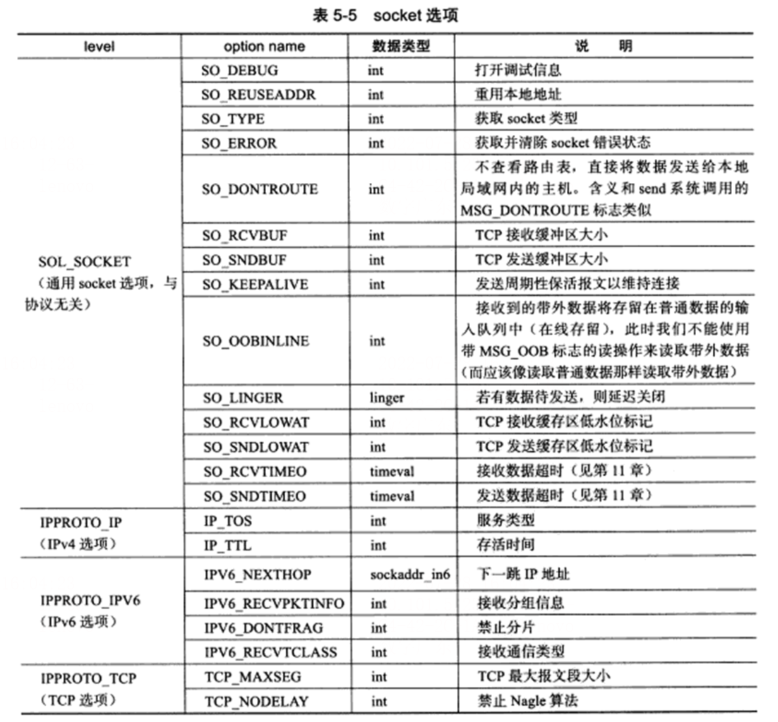 表 5-5 socket 选项
level option name 数据类型 说 明
SOL_SOCKET
（通用 socket 选项，与
协议无关）
SO_DEBUG int 打开调试信息
SO_REUSEADDR int 重用本地地址
SO_TYPE int 获取 socket 类型
SO_ERROR int 获取并清除 socket 错误状态
SO_DONTROUTE int 不查看路由表，直接将数据发送给本地
局域网内的主机。含义和 send 系统调用的
MSG_DONTROUTE 标志类似
SO_RCVBUF int TCP 接收缓冲区大小
SO_SNDBUF int TCP 发送缓冲区大小
SO_KEEPALIVE int 发送周期性保活报文以维持连接
SO_OOBINLINE int 接收到的带外数据将存留在普通数据的输
入队列中（在线存留），此时我们不能使用
带 MSG_OOB 标志的读操作来读取带外数据
（而应该像读取普通数据那样读取带外数据）
SO_LINGER linger 若有数据待发送，则延迟关闭
SO_RCVLOWAT int TCP 接收缓存区低水位标记
SO_SNDLOWAT int TCP 发送缓存区低水位标记
SO_RCVTIMEO timeval 接收数据超时（见第 11 章）
SO_SNDTIMEO timeval 发送数据超时（见第 11 章）
IPPROTO_IP
（IPv4 选项）
IP_TOS int 服务类型
IP_TTL int 存活时间
IPPROTO_IPV6
（IPv6 选项）
IPV6_NEXTHOP sockaddr_in6 下一跳 IP 地址
IPV6_RECVPKTINFO int 接收分组信息
IPV6_DONTFRAG int 禁止分片
IPV6_RECVTCLASS int 接收通信类型
IPPROTO_TCP
（TCP 选项）
TCP_MAXSEG int TCP 最大报文段大小
TCP_NODELAY int 禁止 Nagle 算法